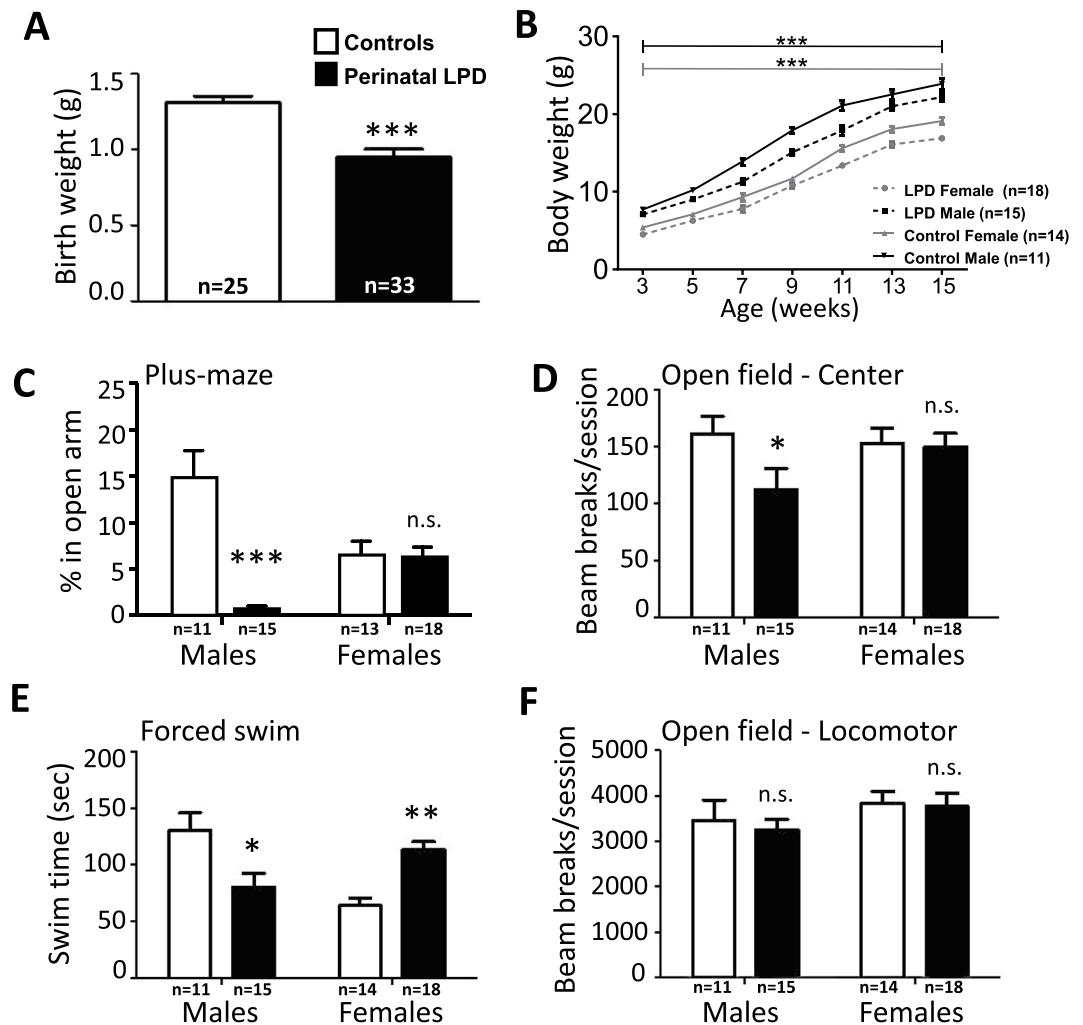 A
Controls
Perinatal LPD
Birth weight (g)
1.5
1.0
0.5
0.0
***
n=25
n=33
B
Body weight (g)
30
20
10
0
***
***
LPD Female (n=18)
LPD Male (n=15)
Control Female (n=14)
Control Male (n=11)
3 5 7 9 11 13 15
Age (weeks)
C
Plus-maze
% in open arm
25
20
15
10
5
0
***
n.s.
n=11 n=15 n=13 n=18
Males Females
D
Open field - Center
Beam breaks/session
200
150
100
50
0
*
n.s.
n=11 n=15 n=14 n=18
Males Females
E
Forced swim
Swim time (sec)
200
150
100
50
0
*
**
n=11 n=15 n=14 n=18
Males Females
F
Open field - Locomotor
Beam breaks/session
5000
4000
3000
2000
1000
0
n.s.
n.s.
n=11 n=15 n=14 n=18
Males Females